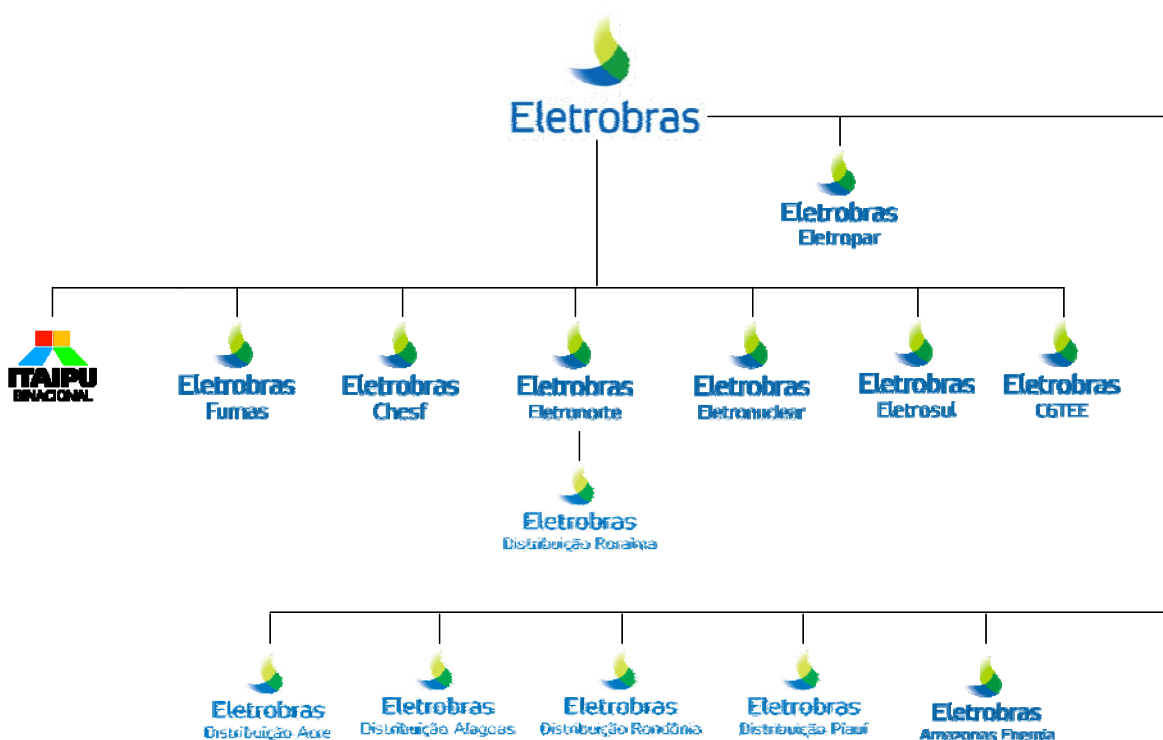 Eletrobras
Eletrobras
Eletropar
ITAIPU
BINACIONAL
Eletrobras
Furnas
Eletrobras
Chesf
Eletrobras
Eletronorte
Eletrobras
Eletronuclear
Eletrobras
Eletrosul
Eletrobras
CGTEE
Eletrobras
Distribuição Roraima
Eletrobras
Distribuição Acre
Eletrobras
Distribuição Alagoas
Eletrobras
Distribuição Rondônia
Eletrobras
Distribuição Piauí
Eletrobras
Amazonas Energia